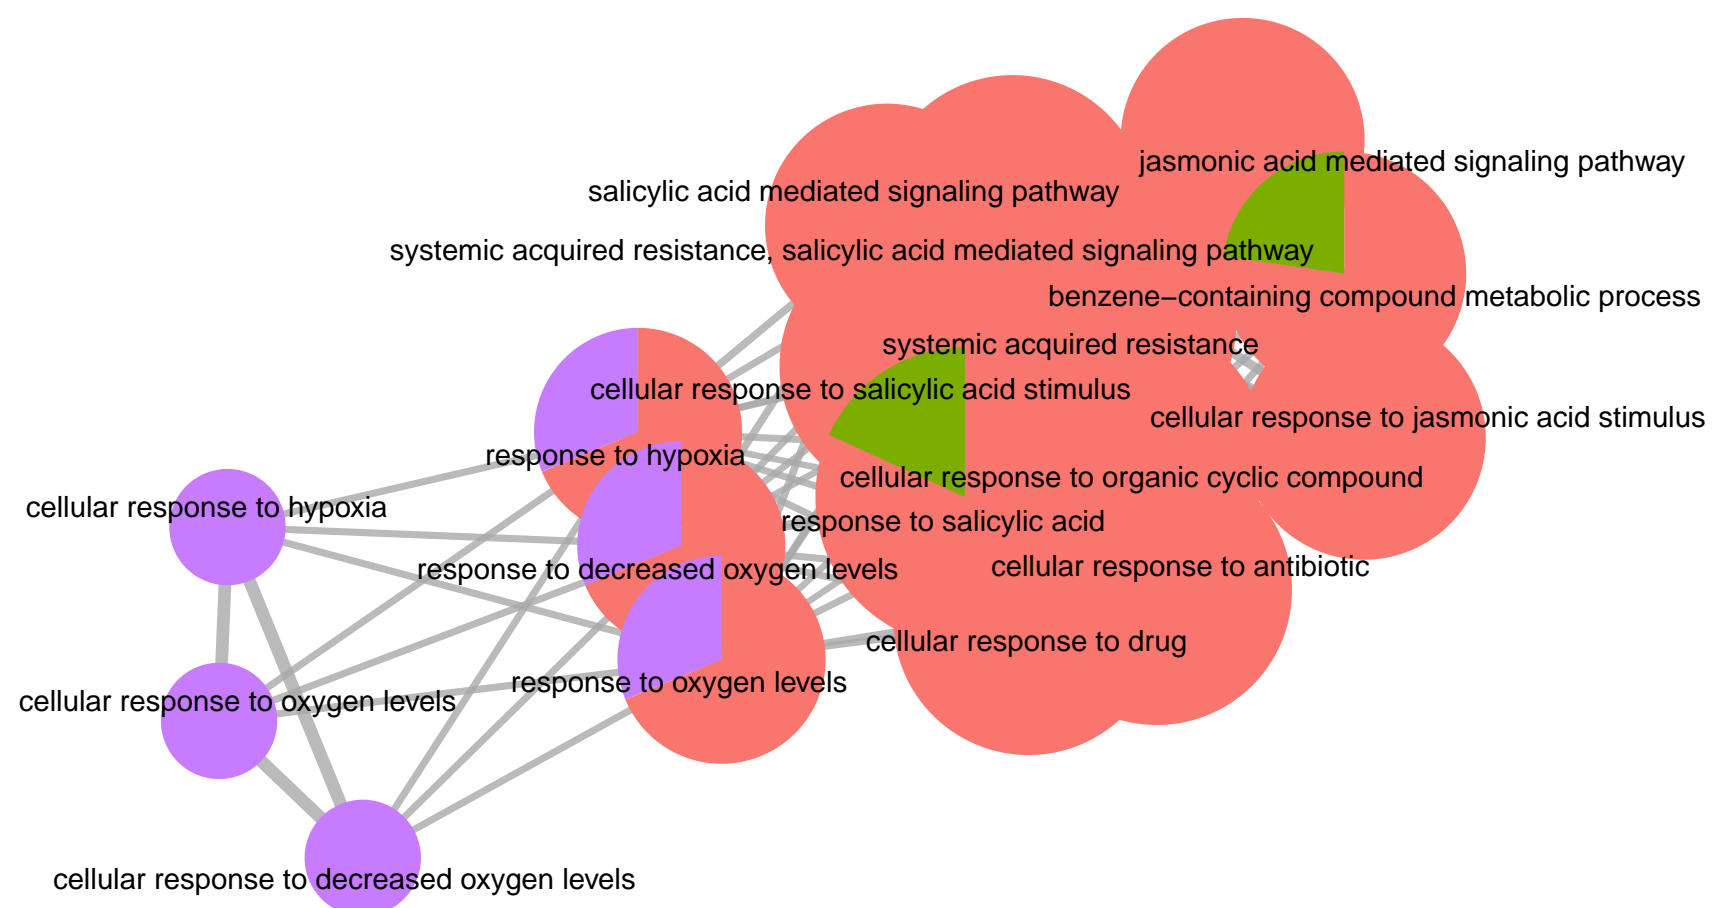 jasmonic acid mediated signaling pathway
salicylic acid mediated signaling pathway
systemic acquired resistance, salicylic acid mediated signaling pathway
benzene−containing compound metabolic process
systemic acquired resistance
cellular response to salicylic acid stimulus
cellular response to jasmonic acid stimulus
response to hypoxia
cellular response to organic cyclic compound
cellular response to hypoxia
response to salicylic acid
response to decreased oxygen levels
cellular response to antibiotic
cellular response to drug
response to oxygen levels
cellular response to oxygen levels
cellular response to decreased oxygen levels